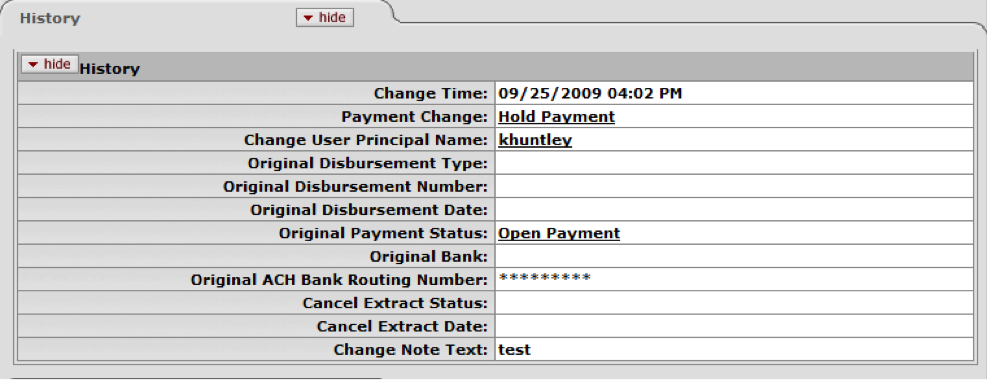 History hide
hide History
Change Time: 09/25/2009 04:02 PM
Payment Change: Hold Payment
Change User Principal Name: khuntley
Original Disbursement Type:
Original Disbursement Number:
Original Disbursement Date:
Original Payment Status: Open Payment
Original Bank:
Original ACH Bank Routing Number: *********
Cancel Extract Status:
Cancel Extract Date:
Change Note Text: test